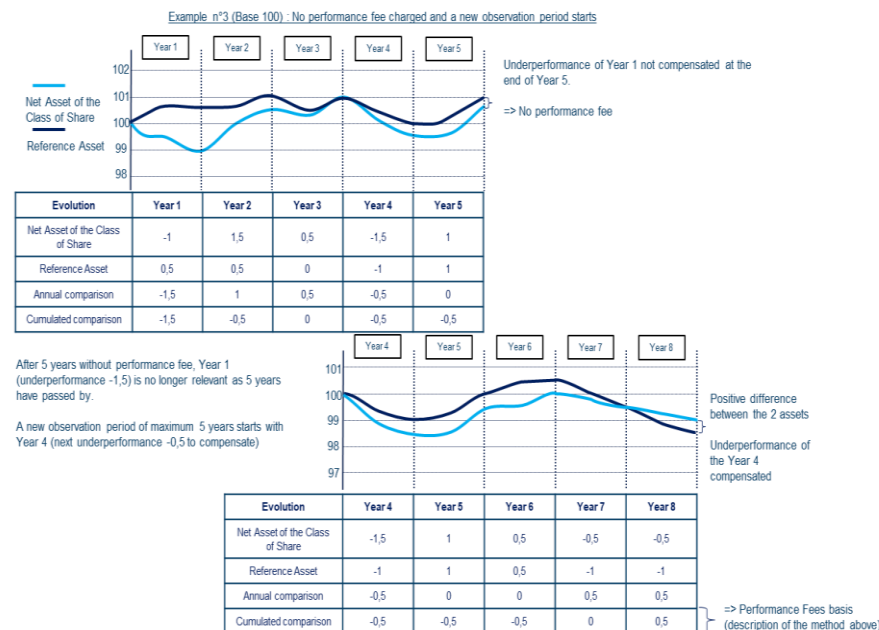 Example n°3 (Base 100) : No performance fee charged and a new observation period starts
Year 1 Year 2 Year 3 Year 4 Year 5
Net Asset of the
Class of Share
Reference Asset
102
101
100
99
98
Underperformance of Year 1 not compensated at the
end of Year 5.
=> No performance fee
Evolution Year 1 Year 2 Year 3 Year 4 Year 5
Net Asset of the Class
of Share
-1 1,5 0,5 -1,5 1
Reference Asset 0,5 0,5 0 -1 1
Annual comparison -1,5 1 0,5 -0,5 0
Cumulated comparison -1,5 -0,5 0 -0,5 -0,5
After 5 years without performance fee, Year 1
(underperformance -1,5) is no longer relevant as 5 years
have passed by.
A new observation period of maximum 5 years starts with
Year 4 (next underperformance -0,5 to compensate)
Year 4 Year 5 Year 6 Year 7 Year 8
101
100
99
98
97
Positive difference
between the 2 assets
Underperformance of
the Year 4
compensated
Evolution Year 4 Year 5 Year 6 Year 7 Year 8
Net Asset of the Class
of Share
-1,5 1 0,5 -0,5 -0,5
Reference Asset -1 1 0,5 -1 -1
Annual comparison -0,5 0 0 0,5 0,5
Cumulated comparison -0,5 -0,5 -0,5 0 0,5
=> Performance Fees basis
(description of the method above)